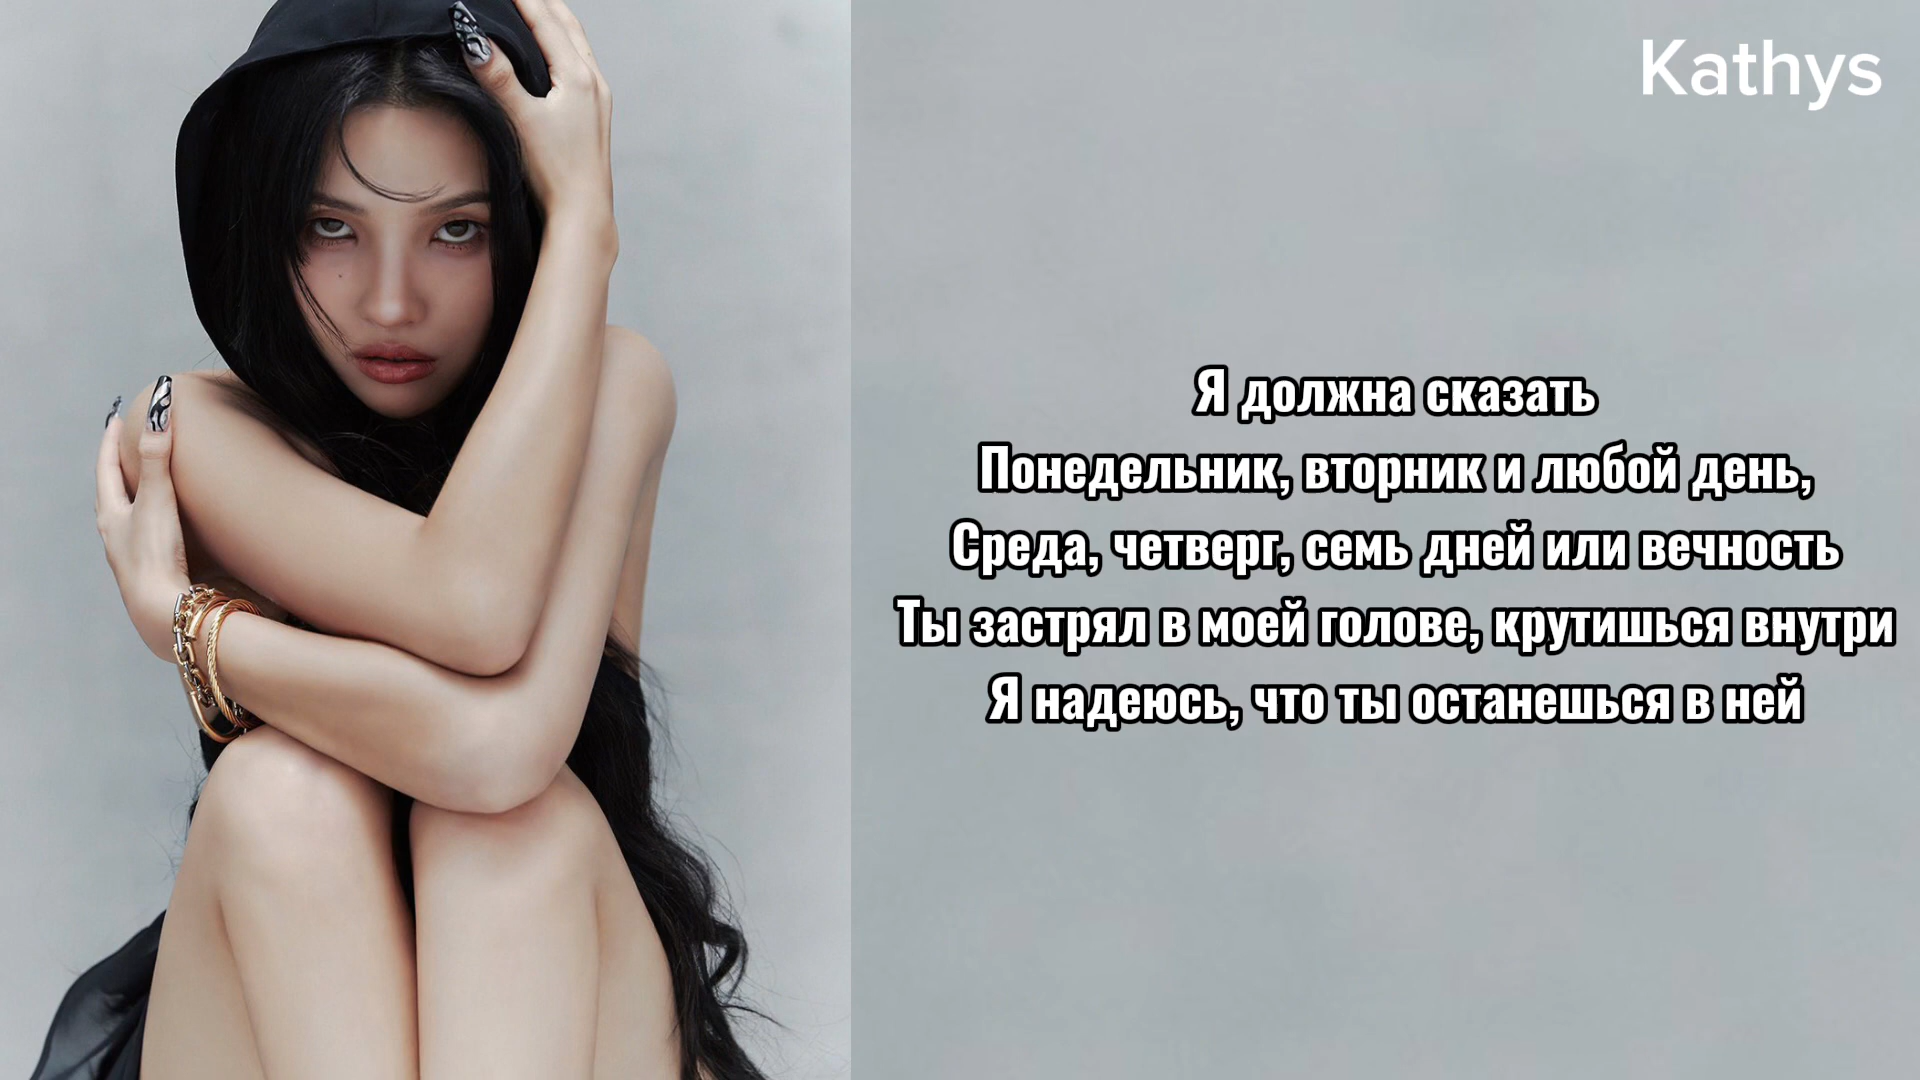 Kathys
Я должна сказать
Понедельник, вторник и любой день,
Среда, четверг, семь дней или вечность
Ты застрял в моей голове, крутишься внутри
Я надеюсь, что ты останешься в ней